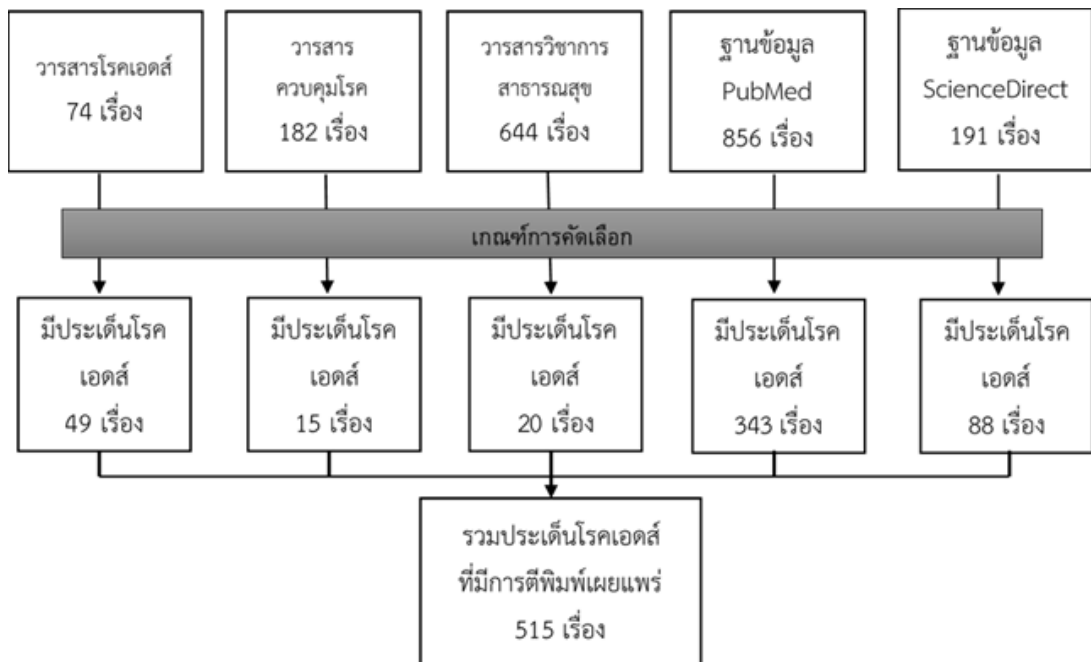 วารสารโรคเอดส์
74 เรื่อง
วารสาร
ควบคุมโรค
182 เรื่อง
วารสารวิชาการ
สาธารณสุข
644 เรื่อง
ฐานข้อมูล
PubMed
856 เรื่อง
ฐานข้อมูล
ScienceDirect
191 เรื่อง
เกณฑ์การคัดเลือก
มีประเด็นโรค
เอดส์
49 เรื่อง
มีประเด็นโรค
เอดส์
15 เรื่อง
มีประเด็นโรค
เอดส์
20 เรื่อง
มีประเด็นโรค
เอดส์
343 เรื่อง
มีประเด็นโรค
เอดส์
88 เรื่อง
รวมประเด็นโรคเอดส์
ที่มีการตีพิมพ์เผยแพร่
515 เรื่อง